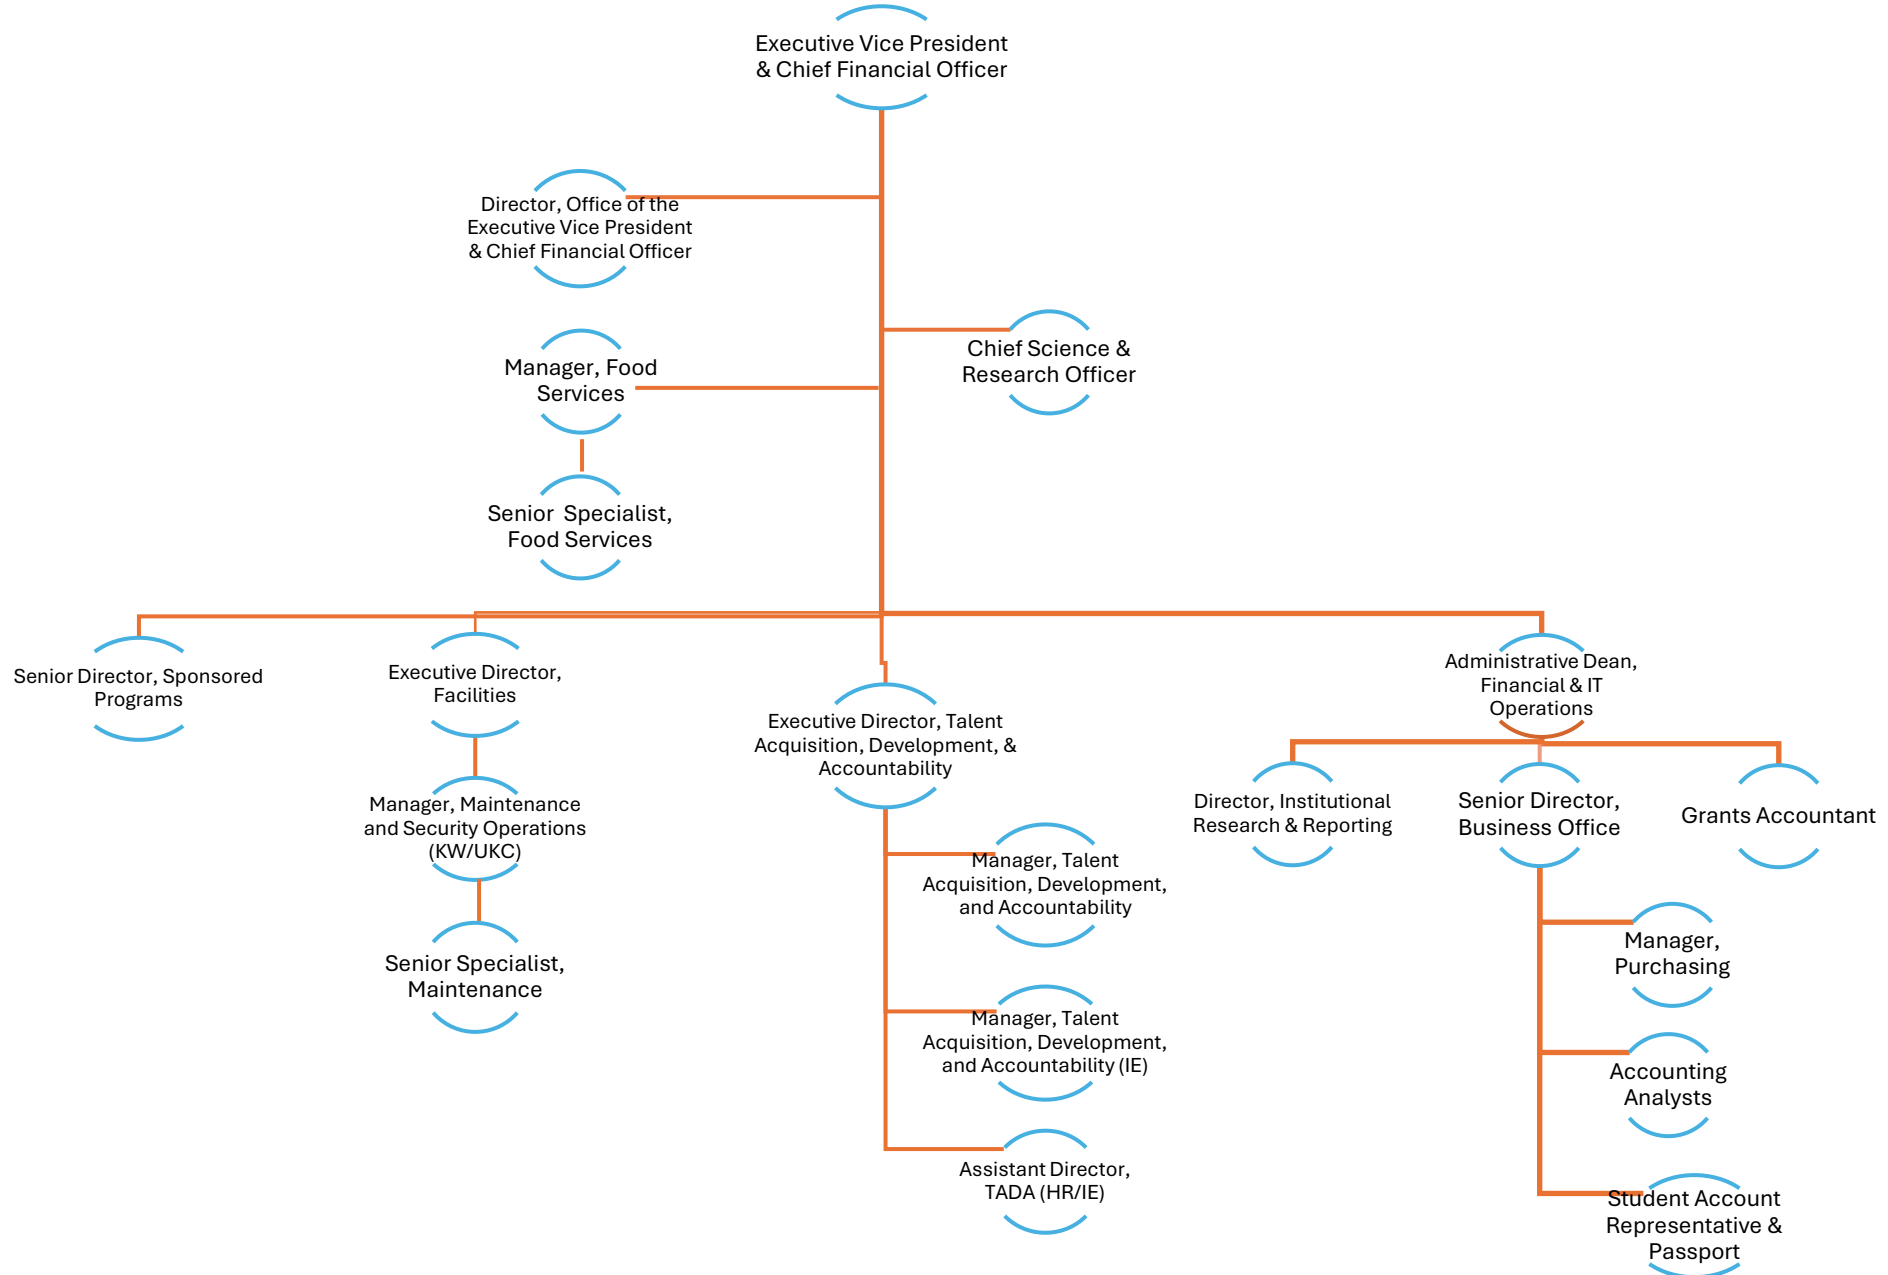 Executive Vice President
& Chief Financial Officer
Director, Office of the
Executive Vice President
& Chief Financial Officer
Chief Science &
Research Officer
Manager, Food
Services
Senior Specialist,
Food Services
Senior Director, Sponsored
Programs
Executive Director,
Facilities
Manager, Maintenance
and Security Operations
(KW/UKC)
Senior Specialist,
Maintenance
Executive Director, Talent
Acquisition, Development, &
Accountability
Manager, Talent
Acquisition, Development,
and Accountability
Manager, Talent
Acquisition, Development,
and Accountability (IE)
Assistant Director,
TADA (HR/IE)
Administrative Dean,
Financial & IT
Operations
Director, Institutional
Research & Reporting
Senior Director,
Business Office
Grants Accountant
Manager,
Purchasing
Accounting
Analysts
Student Account
Representative &
Passport